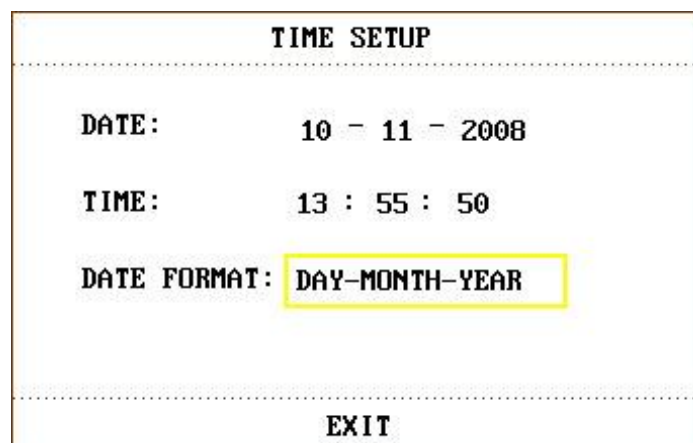 TIME SETUP
DATE: 10 - 11 - 2008
TIME: 13 : 55 : 50
DATE FORMAT: DAY-MONTH-YEAR
EXIT